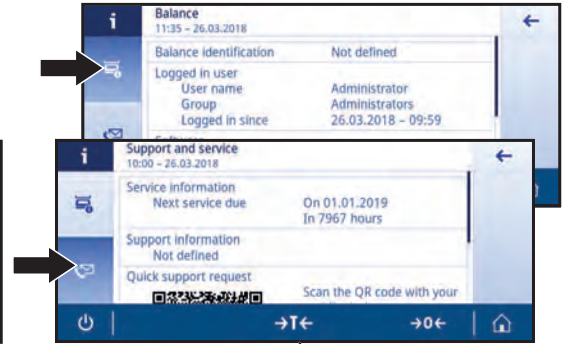 i Balance
11:35 – 26.03.2018
Balance identification Not defined
Logged in user
User name Administrator
Group Administrators
Logged in since 26.03.2018 – 09:59
i Support and service
10:00 – 26.03.2018
Service information
Next service due On 01.01.2019
In 7967 hours
Support information
Not defined
Quick support request
Scan the QR code with your
→T← →0←